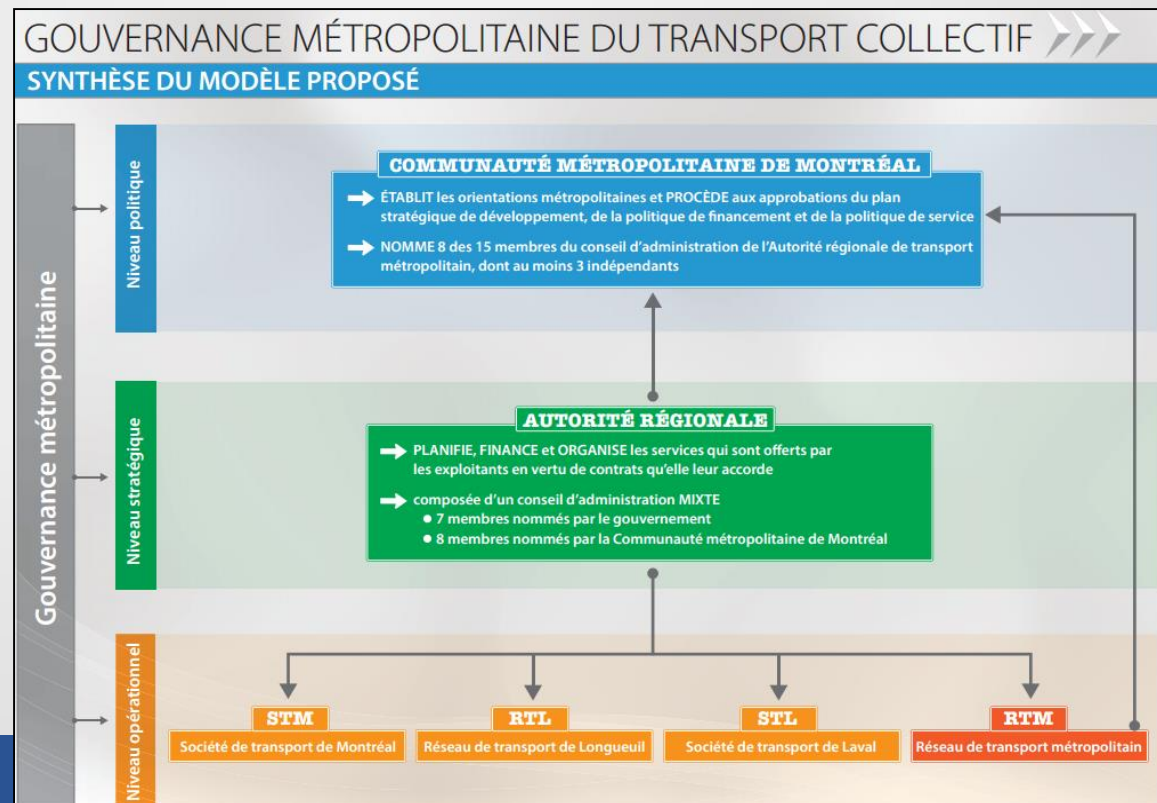 GOUVERNANCE MÉTROPOLITAINE DU TRANSPORT COLLECTIF
SYNTHÈSE DU MODÈLE PROPOSÉ
Gouvernance métropolitaine
Niveau politique
COMMUNAUTÉ MÉTROPOLITAINE DE MONTRÉAL
ÉTABLIT les orientations métropolitaines et PROCÈDE aux approbations du plan
stratégique de développement, de la politique de financement et de la politique de service
NOMME 8 des 15 membres du conseil d'administration de l'Autorité régionale de transport
métropolitain, dont au moins 3 indépendants
Niveau stratégique
AUTORITÉ RÉGIONALE
PLANIFIE, FINANCE et ORGANISE les services qui sont offerts par
les exploitants en vertu de contrats qu'elle leur accorde
composée d'un conseil d'administration MIXTE
● 7 membres nommés par le gouvernement
● 8 membres nommés par la Communauté métropolitaine de Montréal
Niveau opérationnel
STM
Société de transport de Montréal
RTL
Réseau de transport de Longueuil
STL
Société de transport de Laval
RTM
Réseau de transport métropolitain